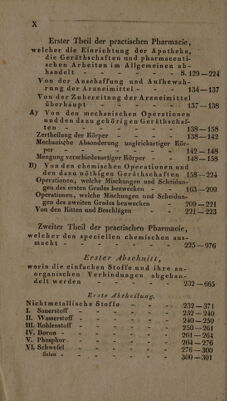 X
Erster Theil der practischen Pharmacie,
welcher die Einrichtung der Apotheke,
die Geräthschaften und pharmaceuti-
schen Arbeiten im Allgemeinen ab-
handelt - - - - S. 129—224
Von der Anschaffung und Aufbewah-
rung der Arzneimittel - - 134—137
Von der Zubereitung der Arzneimittel
überhaupt - - - 137—138
A) Von den mechanischen Operationen
und den dazu gehörigen Geräthschaf-
ten - - - - 138—158
Zertheilung der Körper - - - 138—142
Mechanische Absonderung ungleichartiger Kör-
per - - - - 142—148
Mengung verschiedenartiger Körper - 148—158
B) Von den chemischen Operationen und
den dazu nöthigen Geräthschaften 158—224
Operationen, welche Mischungen und Scheidun-
gen des ersten Grades bezwecken - 163—209
Operationen, welche Mischungen und Scheidun-
gen des zweiten Grades bezwecken 209—221
Von den Kitten und Beschlägen - 221—223
Zweiter Theil der practischen Pharmacie,
welcher den speciellen chemischen aus-
macht - - - - 225—976
Erster Abschnitt,
worin die einfachen Stoffe und ihre an-
organischen Verbindungen abgehan-
delt werden - - - 232—665
Erste Abtheilung.
Nichtmetallische Stoffe - - - 232—371
I. Sauerstoff - - - - 232—240
II. Wasserstoff - - - - 240—250
III. Kohlenstoff - - - - 250—261
IV. Boron - - - - 261—264
V. Phosphor - - - - 264—276
VI. Schwefel - - - - 276—300
Selen - - - - 300—301